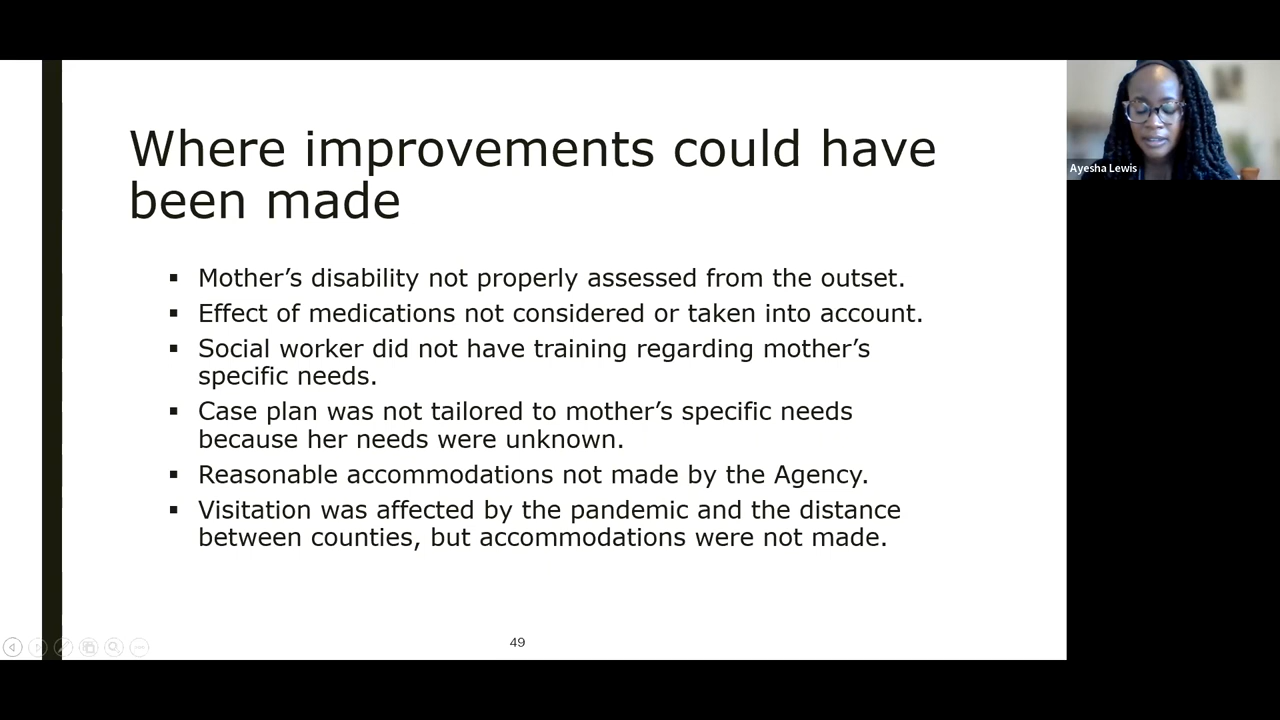 Where improvements could have
been made
▪ Mother’s disability not properly assessed from the outset.
▪ Effect of medications not considered or taken into account.
▪ Social worker did not have training regarding mother’s
specific needs.
▪ Case plan was not tailored to mother’s specific needs
because her needs were unknown.
▪ Reasonable accommodations not made by the Agency.
▪ Visitation was affected by the pandemic and the distance
between counties, but accommodations were not made.
49
Ayesha Lewis